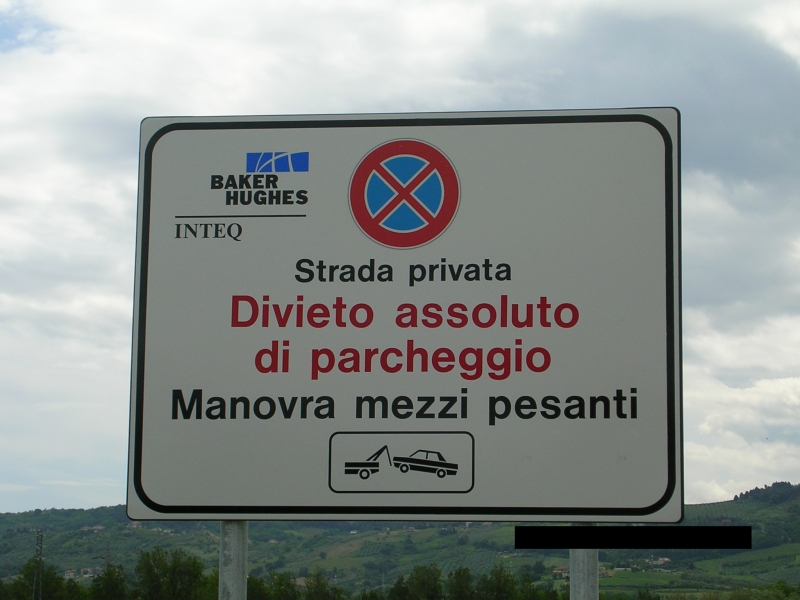 BAKER
HUGHES
INTEQ
Strada privata
Divieto assoluto
di parcheggio
Manovra mezzi pesanti